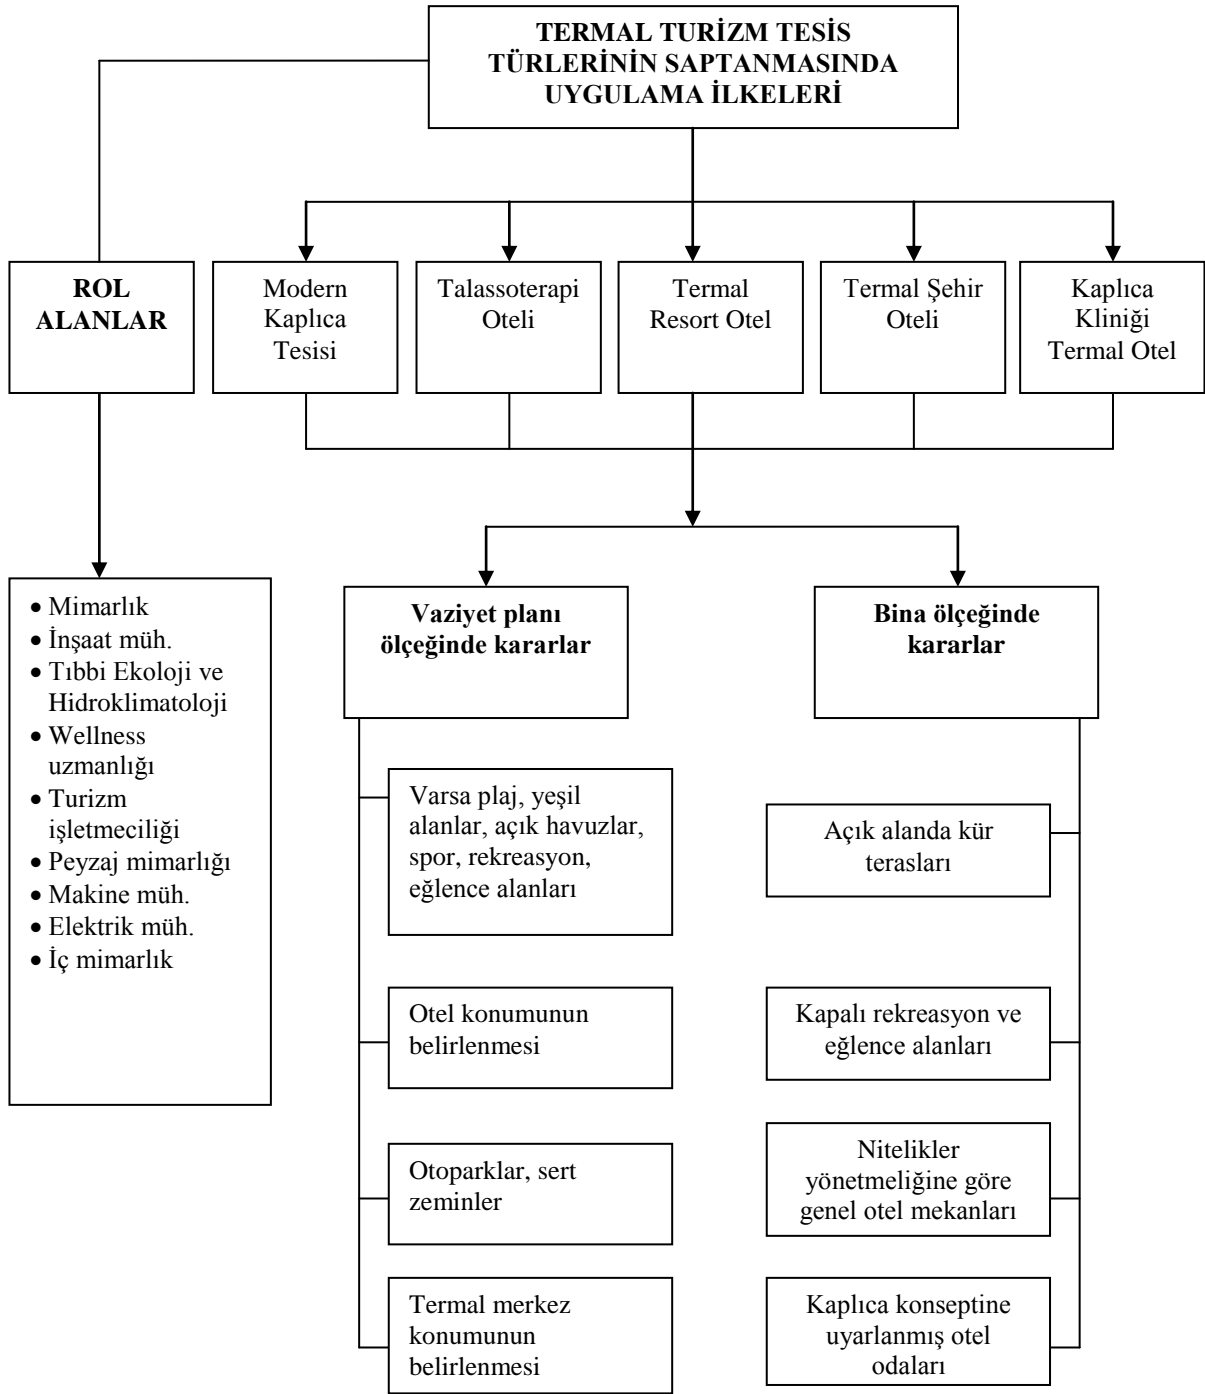 TERMAL TURİZM TESİS
TÜRLERİNİN SAPTANMASINDA
UYGULAMA İLKELERİ
ROL
ALANLAR
Modern
Kaplıca
Tesisi
Talassoterapi
Oteli
Termal
Resort Otel
Termal Şehir
Oteli
Kaplıca
Kliniği
Termal Otel
• Mimarlık
• İnşaat müh.
• Tıbbi Ekoloji ve
Hidroklimatoloji
• Wellness
uzmanlığı
• Turizm
işletmeciliği
• Peyzaj mimarlığı
• Makine müh.
• Elektrik müh.
• İç mimarlık
Vaziyet planı
ölçeğinde kararlar
Varsa plaj, yeşil
alanlar, açık havuzlar,
spor, rekreasyon,
eğlence alanları
Otel konumunun
belirlenmesi
Otoparklar, sert
zeminler
Termal merkez
konumunun
belirlenmesi
Bina ölçeğinde
kararlar
Açık alanda kür
terasları
Kapalı rekreasyon ve
eğlence alanları
Nitelikler
yönetmeliğine göre
genel otel mekanları
Kaplıca konseptine
uyarlanmış otel
odaları